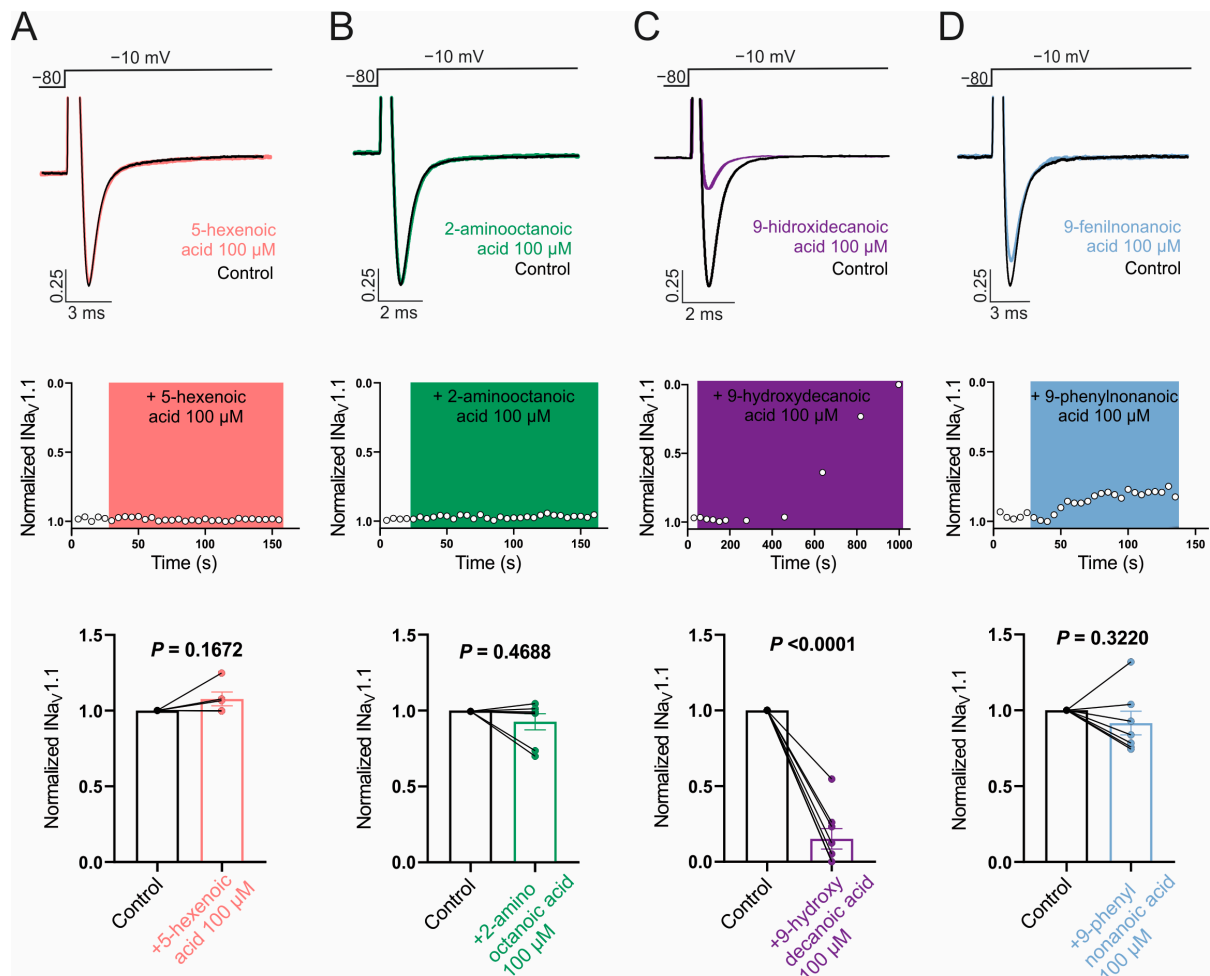 A
B
C
D
−10 mV
−80
−10 mV
−80
−10 mV
−80
−10 mV
−80
5-hexenoic
acid 100 µM
Control
0.25
3 ms
2-aminooctanoic
acid 100 µM
Control
0.25
2 ms
9-hidroxidecanoic
acid 100 µM
Control
0.25
2 ms
9-fenilnonanoic
acid 100 µM
Control
0.25
3 ms
Normalized INaV1.1
0.0
0.5
1.0
+ 5-hexenoic
acid 100 µM
0
50
100
150
Time (s)
Normalized INaV1.1
0.0
0.5
1.0
+ 2-aminooctanoic
acid 100 µM
0
50
100
150
Time (s)
Normalized INaV1.1
0.0
0.5
1.0
+ 9-hydroxydecanoic
acid 100 µM
0
200
400
600
800
1000
Time (s)
Normalized INaV1.1
0.0
0.5
1.0
+ 9-phenylnonanoic
acid 100 µM
0
50
100
150
Time (s)
Normalized INaV1.1
1.5
1.0
0.5
0.0
P = 0.1672
Control
+5-hexenoic
acid 100 µM
Normalized INaV1.1
1.5
1.0
0.5
0.0
P = 0.4688
Control
+2-amino
octanoic acid
100 µM
Normalized INaV1.1
1.5
1.0
0.5
0.0
P <0.0001
Control
+9-hydroxy
decanoic acid
100 µM
Normalized INaV1.1
1.5
1.0
0.5
0.0
P = 0.3220
Control
+9-phenyl
nonanoic acid
100 µM